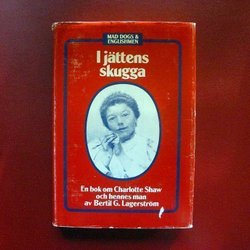 MAD DOGS &
ENGLISHMEN
I jättens
skugga
En bok om Charlotte Shaw
och hennes man
av Bertil G. Lagerström